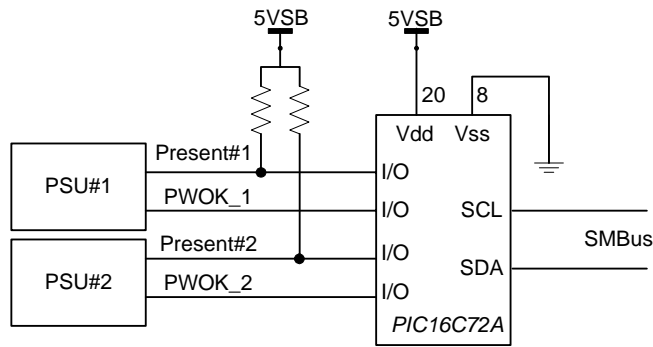 5VSB 5VSB
20 8
Vdd Vss
Present#1
I/O
PSU#1
PWOK_1
I/O
SCL
SMBus
Present#2
I/O
SDA
PSU#2
PWOK_2
I/O
PIC16C72A